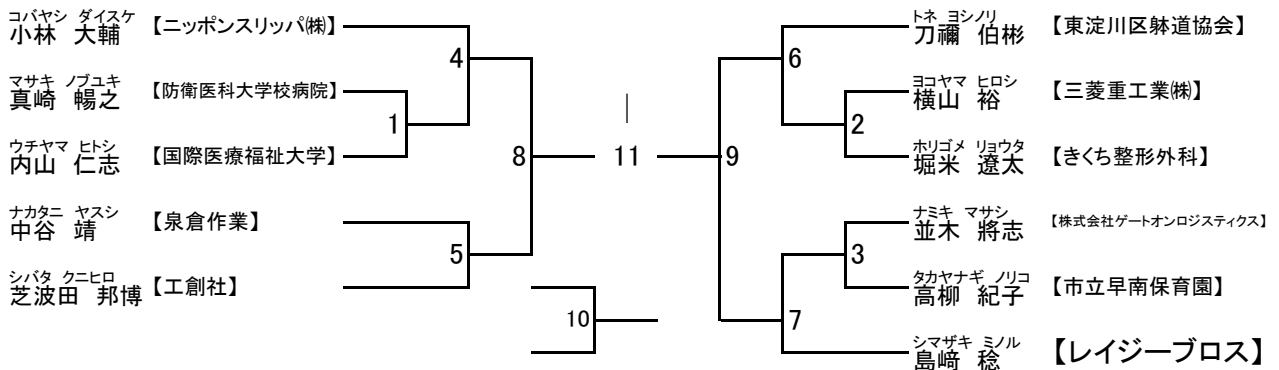 コバヤシ ダイスケ
小林 大輔 【ニッポンスリッパ㈱】
マサキ ノブユキ
真崎 暢之 【防衛医科大学校病院】
ウチヤマ ヒトシ
内山 仁志 【国際医療福祉大学】
ナカタニ ヤスシ
中谷 靖 【泉倉作業】
シバタ クニヒロ
芝波田 邦博 【工創社】
4
1
5
8
11
10
9
6
2
3
7
トネ ヨシノリ
刀禰 伯彬 【東淀川区躰道協会】
ヨコヤマ ヒロシ
横山 裕 【三菱重工業㈱】
ホリゴメ リョウタ
堀米 遼太 【きくち整形外科】
ナミキ マサシ
並木 將志 【株式会社ゲートオンロジスティクス】
タカヤナギ ノリコ
高柳 紀子 【市立早南保育園】
シマザキ ミノル
島﨑 稔 【レイジーブロス】